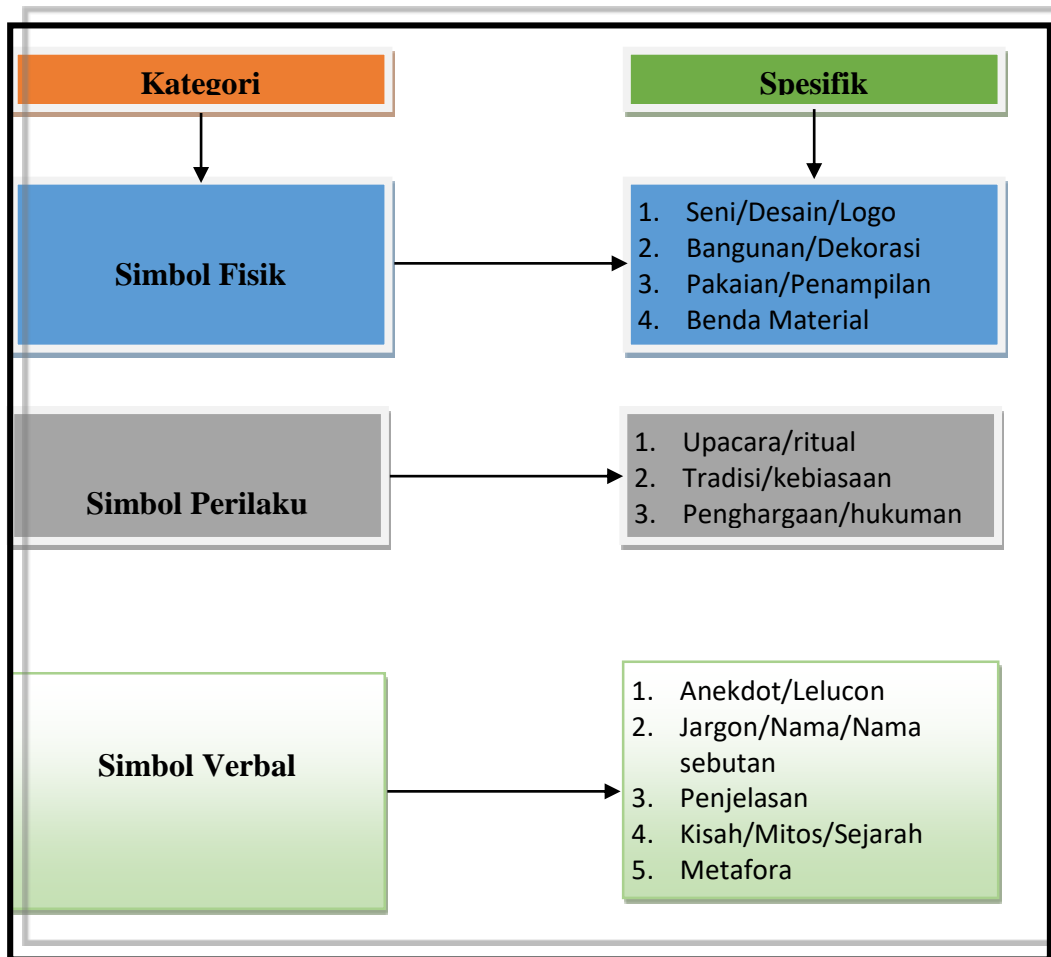 Kategori
Spesifik
Simbol Fisik
1. Seni/Desain/Logo
2. Bangunan/Dekorasi
3. Pakaian/Penampilan
4. Benda Material
Simbol Perilaku
1. Upacara/ritual
2. Tradisi/kebiasaan
3. Penghargaan/hukuman
Simbol Verbal
1. Anekdot/Lelucon
2. Jargon/Nama/Nama
sebutan
3. Penjelasan
4. Kisah/Mitos/Sejarah
5. Metafora